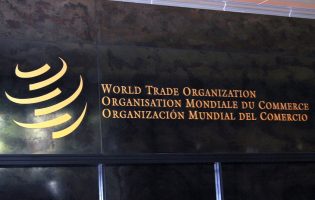 World Trade Organization
Organisation Mondiale du Commerce
Organización Mundial del Comercio